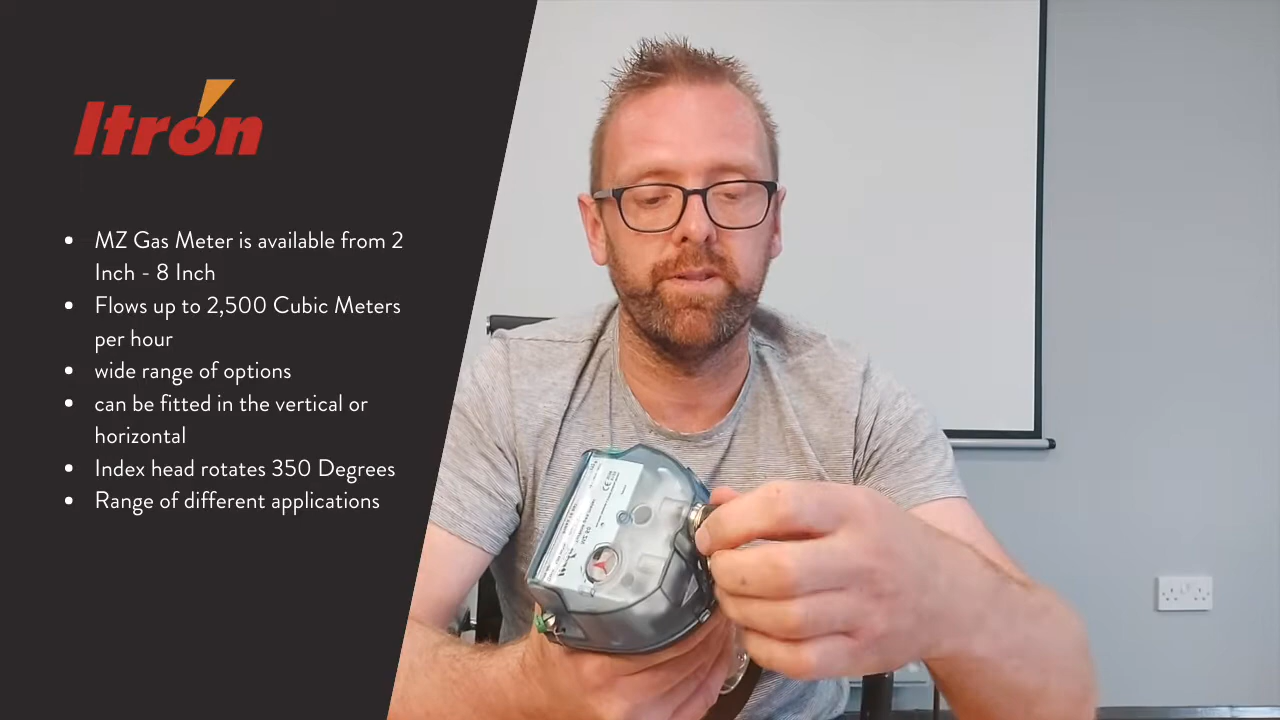 Itron
MZ Gas Meter is available from 2
Inch - 8 Inch
Flows up to 2,500 Cubic Meters
per hour
wide range of options
can be fitted in the vertical or
horizontal
Index head rotates 350 Degrees
Range of different applications
CE